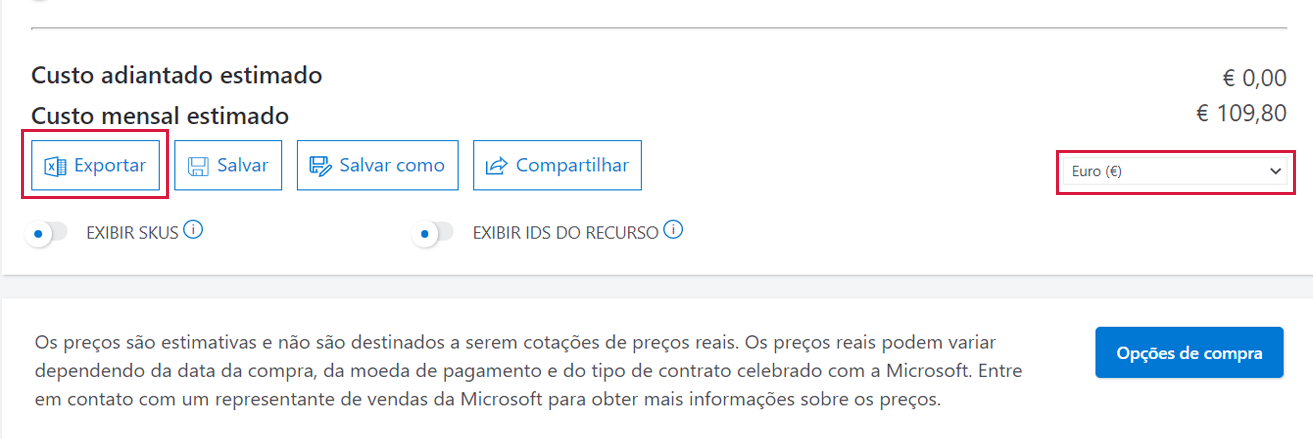 Custo adiantado estimado € 0,00
Custo mensal estimado € 109,80
Exportar Salvar Salvar como Compartilhar Euro (€)
EXIBIR SKUS EXIBIR IDS DO RECURSO
Os preços são estimativas e não são destinados a serem cotações de preços reais. Os preços reais podem variar
dependendo da data da compra, da moeda de pagamento e do tipo de contrato celebrado com a Microsoft. Entre
em contato com um representante de vendas da Microsoft para obter mais informações sobre os preços.
Opções de compra